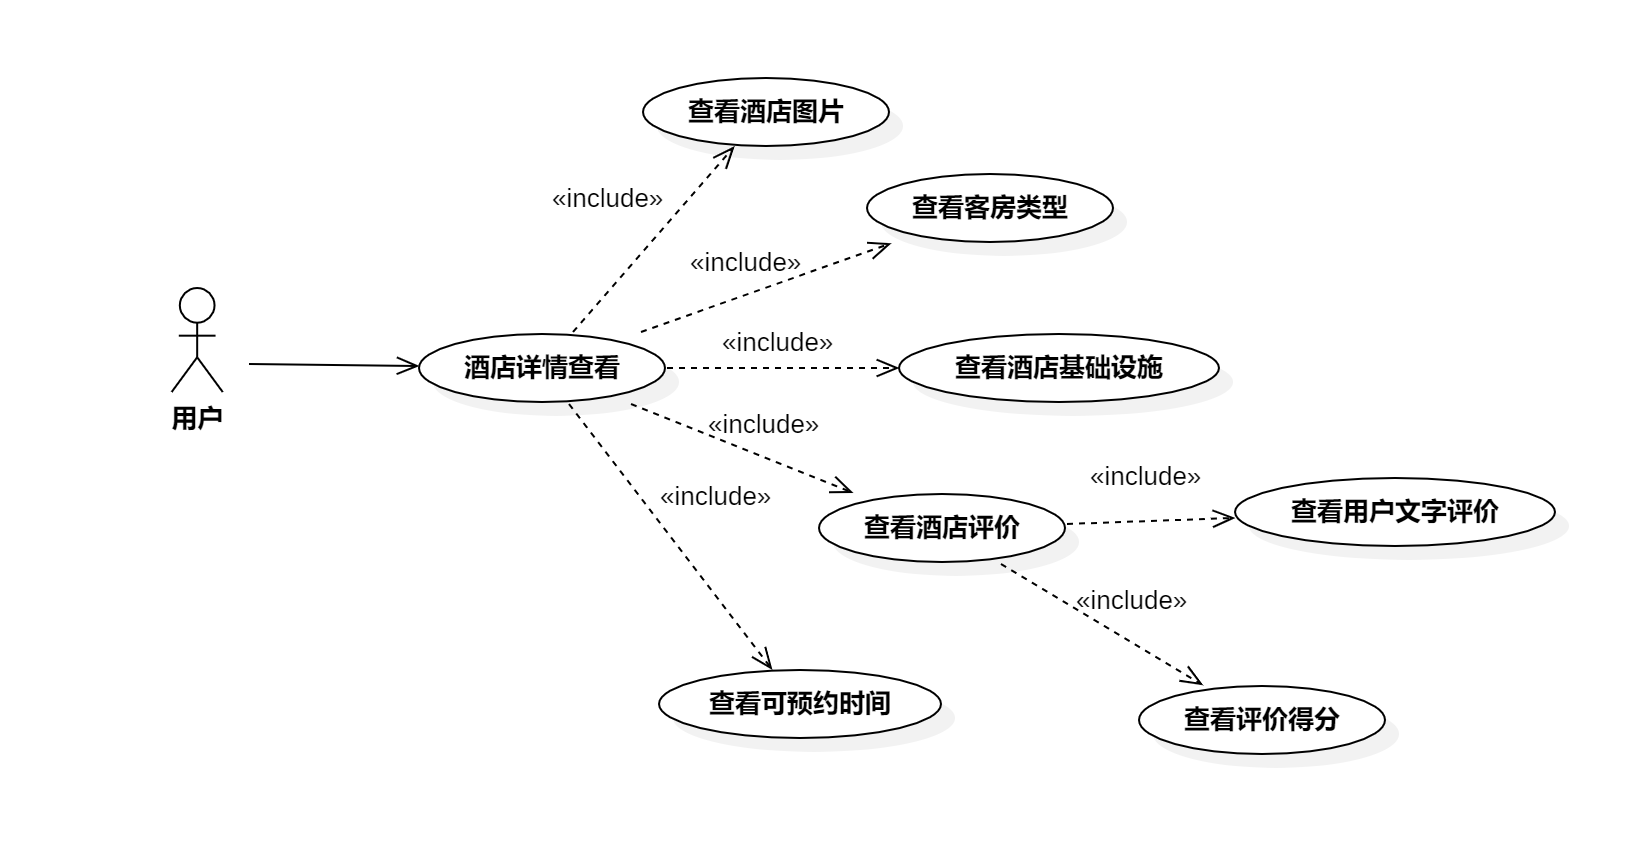 查看酒店图片
«include»
查看客房类型
«include»
«include»
酒店详情查看
查看酒店基础设施
用户
«include»
«include»
«include»
查看用户文字评价
查看酒店评价
«include»
查看可预约时间
查看评价得分